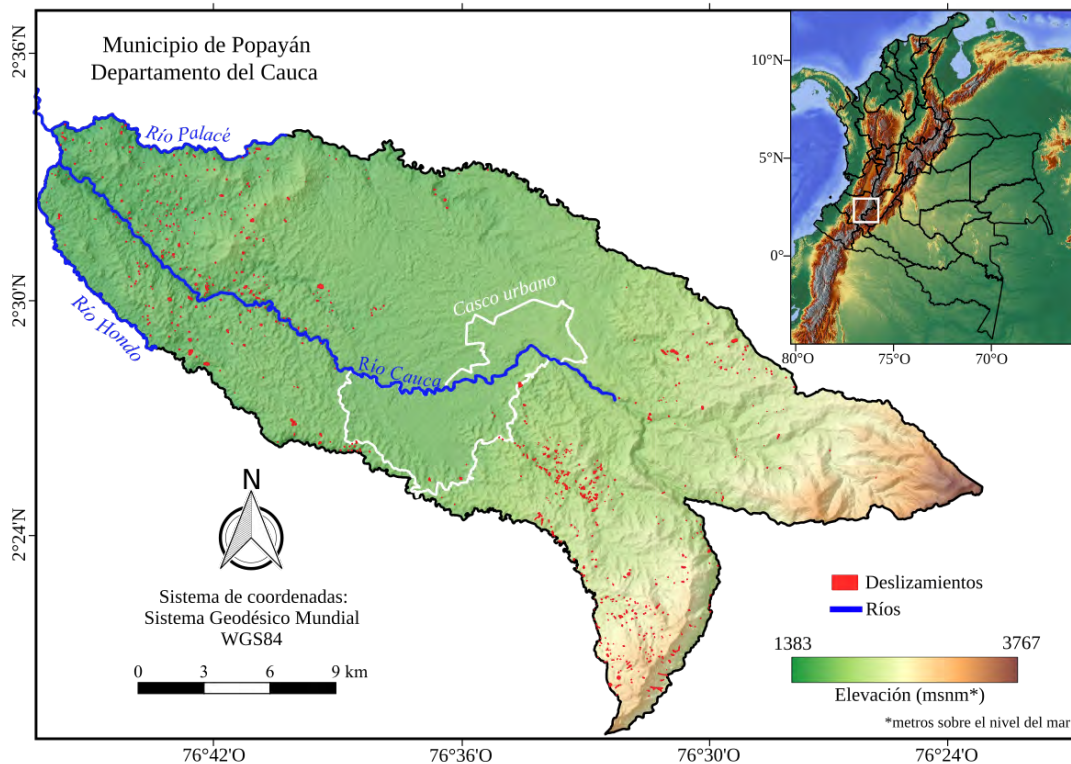 Municipio de Popayán
Departamento del Cauca
2°36'N
2°30'N
2°24'N
Río Palacé
Río Hondo
Río Cauca
Casco urbano
10°N
5°N
0°
80°O
75°O
70°O
N
Sistema de coordenadas:
Sistema Geodésico Mundial
WGS84
0 3 6 9 km
Deslizamientos
Ríos
1383 3767
Elevación (msnm*)
*metros sobre el nivel del mar
76°42'O
76°36'O
76°30'O
76°24'O